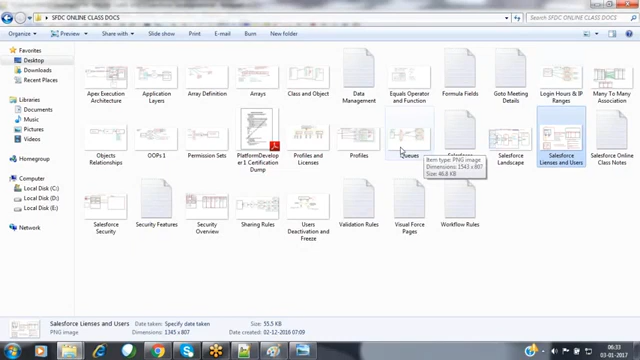 SFDC ONLINE CLASS DOCS
Search SFDC ONLINE CLASS DOCS
Organize
Preview
Share with
Print
E-mail
Burn
New folder
Favorites
Desktop
Downloads
Recent Places
Libraries
Documents
Music
Pictures
Videos
Homegroup
Computer
Local Disk (C:)
Local Disk (D:)
Local Disk (E:)
Network
Apex Execution Architecture
Application Layers
Array Definition
Arrays
Class and Object
Data Management
Equals Operator and Function
Formula Fields
Goto Meeting Details
Login Hours & IP Ranges
Many To Many Association
Objects Relationships
OOPs 1
Permission Sets
PlatformDeveloper 1 Certification Dump
Profiles and Licenses
Profiles
Queues
Salesforce Landscape
Salesforce Lienses and Users
Salesforce Online Class Notes
Item type: PNG image
Dimensions: 1543 x 807
Size: 46.8 KB
Salesforce Security
Security Features
Security Overview
Sharing Rules
Users Deactivation and Freeze
Validation Rules
Visual Force Pages
Workflow Rules
Salesforce Lienses and Users
PNG image
Date taken: Specify date taken
Dimensions: 1345 x 807
Size: 55.5 KB
Date created: 02-12-2016 07:09
06:33
03-01-2017